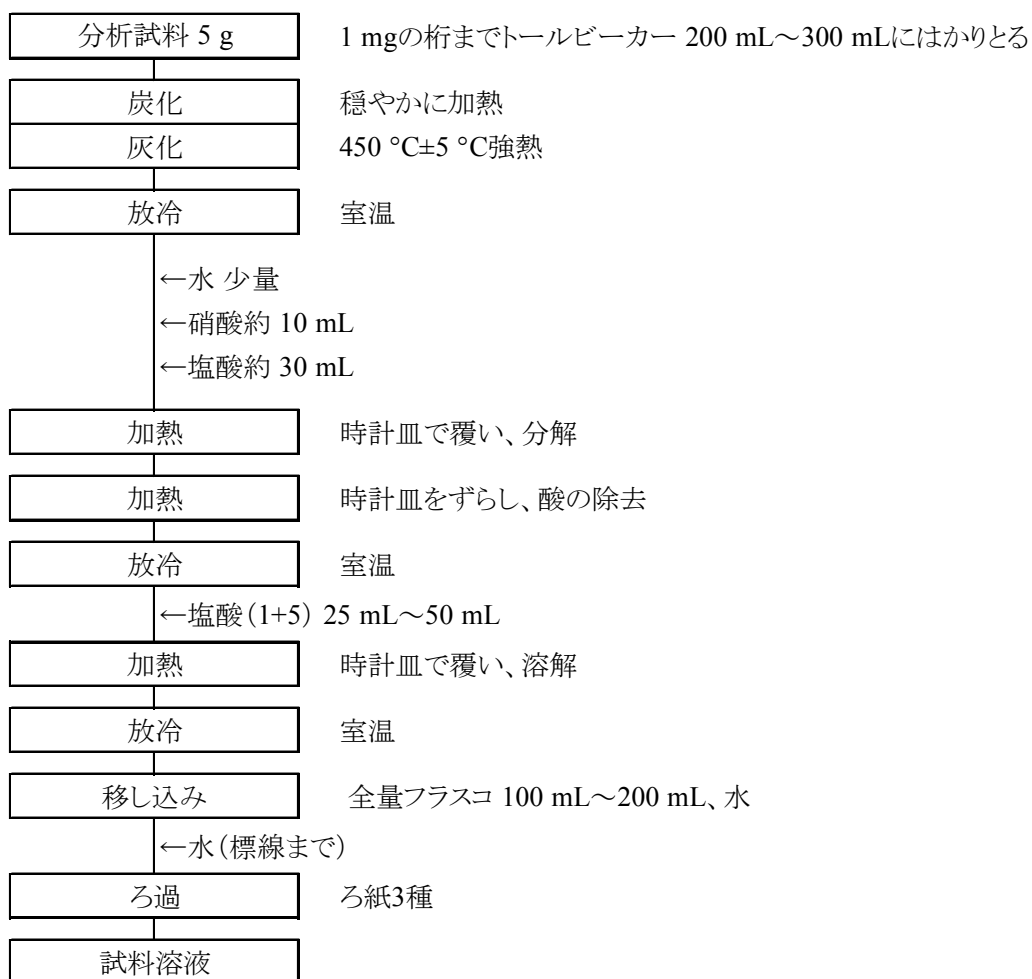 分析試料 5 g 1 mgの桁までトールビーカー 200 mL～300 mLにはかりとる
炭化 穏やかに加熱
灰化 450 °C±5 °C強熱
放冷 室温
←水 少量
←硝酸約 10 mL
←塩酸約 30 mL
加熱 時計皿で覆い、分解
加熱 時計皿をずらし、酸の除去
放冷 室温
←塩酸（1+5） 25 mL～50 mL
加熱 時計皿で覆い、溶解
放冷 室温
移し込み 全量フラスコ 100 mL～200 mL、水
←水（標線まで）
ろ過 ろ紙3種
試料溶液